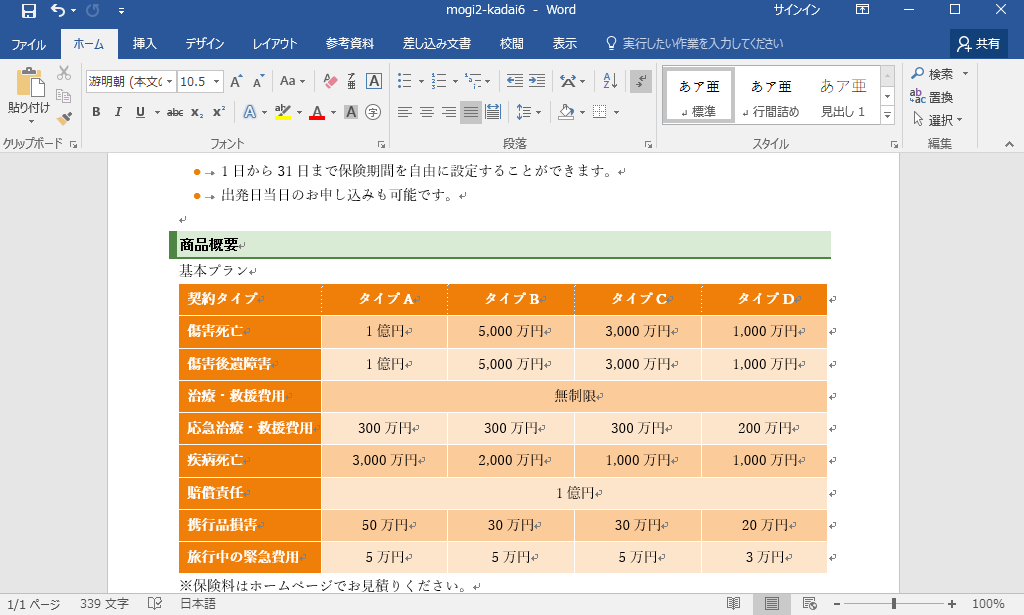 mogi2-kadai6 - Word
サインイン
ファイル ホーム 挿入 デザイン レイアウト 参考資料 差し込み文書 校閲 表示 実行したい作業を入力してください 共有
游明朝 (本文の 10.5
貼り付け
クリップボード フォント 段落 スタイル 編集
あア亜 あア亜 あア亜
標準 行間詰め 見出し 1
検索
置換
選択
1 日から 31 日まで保険期間を自由に設定することができます。
出発日当日のお申し込みも可能です。
商品概要
基本プラン
契約タイプ タイプ A タイプ B タイプ C タイプ D
傷害死亡 1 億円 5,000 万円 3,000 万円 1,000 万円
傷害後遺障害 1 億円 5,000 万円 3,000 万円 1,000 万円
治療・救援費用 無制限
応急治療・救援費用 300 万円 300 万円 300 万円 200 万円
疾病死亡 3,000 万円 2,000 万円 1,000 万円 1,000 万円
賠償責任 1 億円
携行品損害 50 万円 30 万円 30 万円 20 万円
旅行中の緊急費用 5 万円 5 万円 5 万円 3 万円
※保険料はホームページでお見積りください。
1/1 ページ 339 文字 日本語 100%